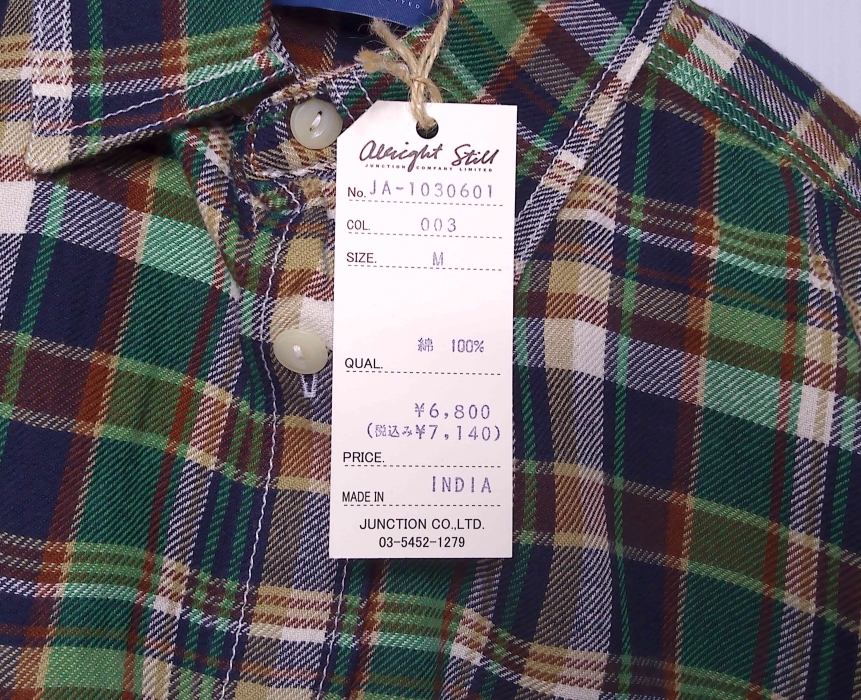 Alright Still
JUNCTION COMPANY LIMITED
No. JA-1030601
COL. 003
SIZE. M
綿 100%
QUAL.
¥6,800
(税込み¥7,140)
PRICE.
MADE IN INDIA
JUNCTION CO.,LTD.
03-5452-1279